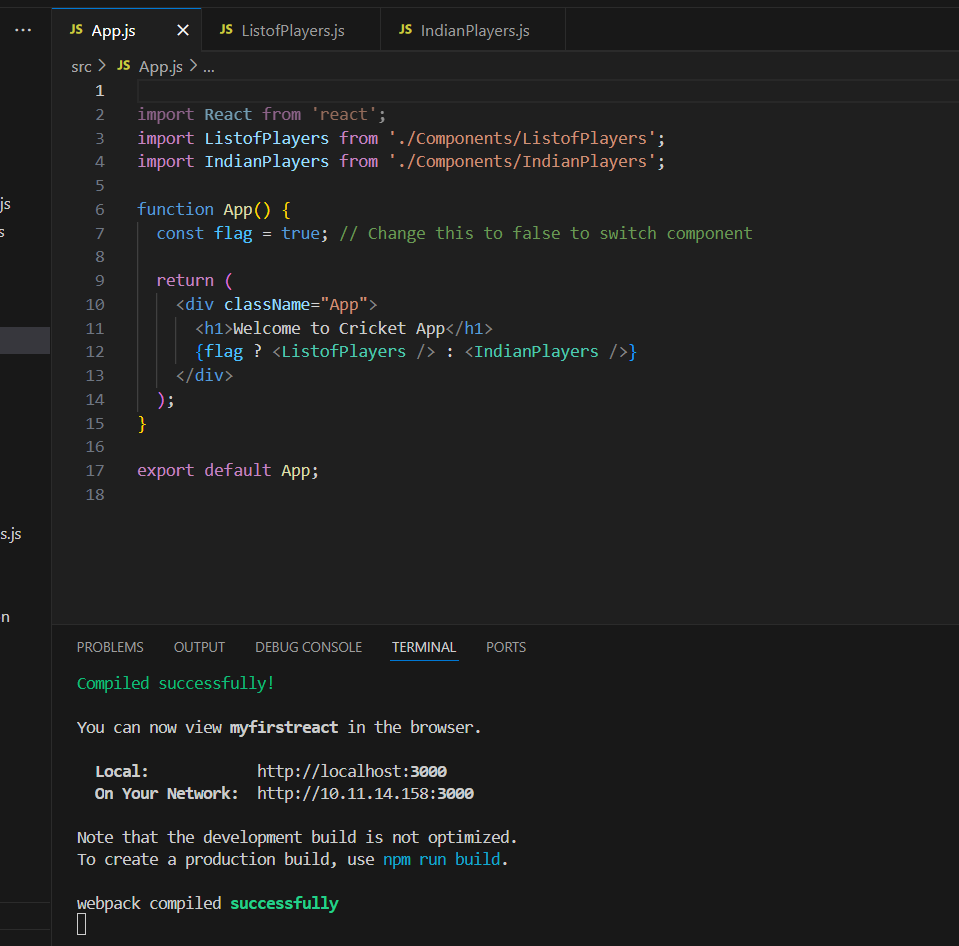 ... JS App.js × JS ListofPlayers.js JS IndianPlayers.js
src > JS App.js > ...
1
2 import React from 'react';
3 import ListofPlayers from './Components/ListofPlayers';
4 import IndianPlayers from './Components/IndianPlayers';
5
js
6 function App() {
s
7   const flag = true; // Change this to false to switch component
8
9   return (
10     <div className="App">
11       <h1>Welcome to Cricket App</h1>
12       {flag ? <ListofPlayers /> : <IndianPlayers />}
13     </div>
14   );
15 }
16
17 export default App;
18
s.js
n
PROBLEMS OUTPUT DEBUG CONSOLE TERMINAL PORTS
Compiled successfully!
You can now view myfirstreact in the browser.
Local: http://localhost:3000
On Your Network: http://10.11.14.158:3000
Note that the development build is not optimized.
To create a production build, use npm run build.
webpack compiled successfully